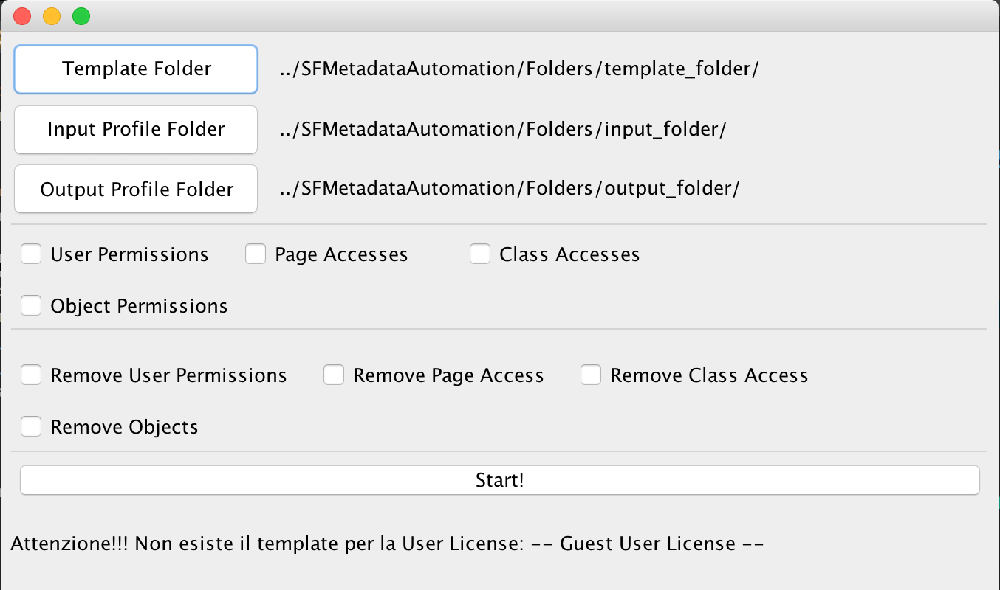 Template Folder ../SFMetadataAutomation/Folders/template_folder/
Input Profile Folder ../SFMetadataAutomation/Folders/input_folder/
Output Profile Folder ../SFMetadataAutomation/Folders/output_folder/
User Permissions Page Accesses Class Accesses
Object Permissions
Remove User Permissions Remove Page Access Remove Class Access
Remove Objects
Start!
Attenzione!!! Non esiste il template per la User License: -- Guest User License --